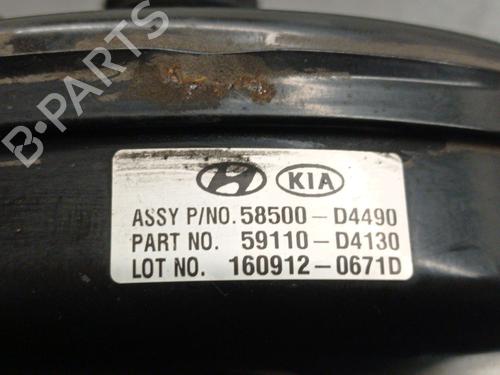 B-PARTS
KIA
ASSY P/NO. 58500-D4490
PART NO. 59110-D4130
LOT NO. 160912-0671D